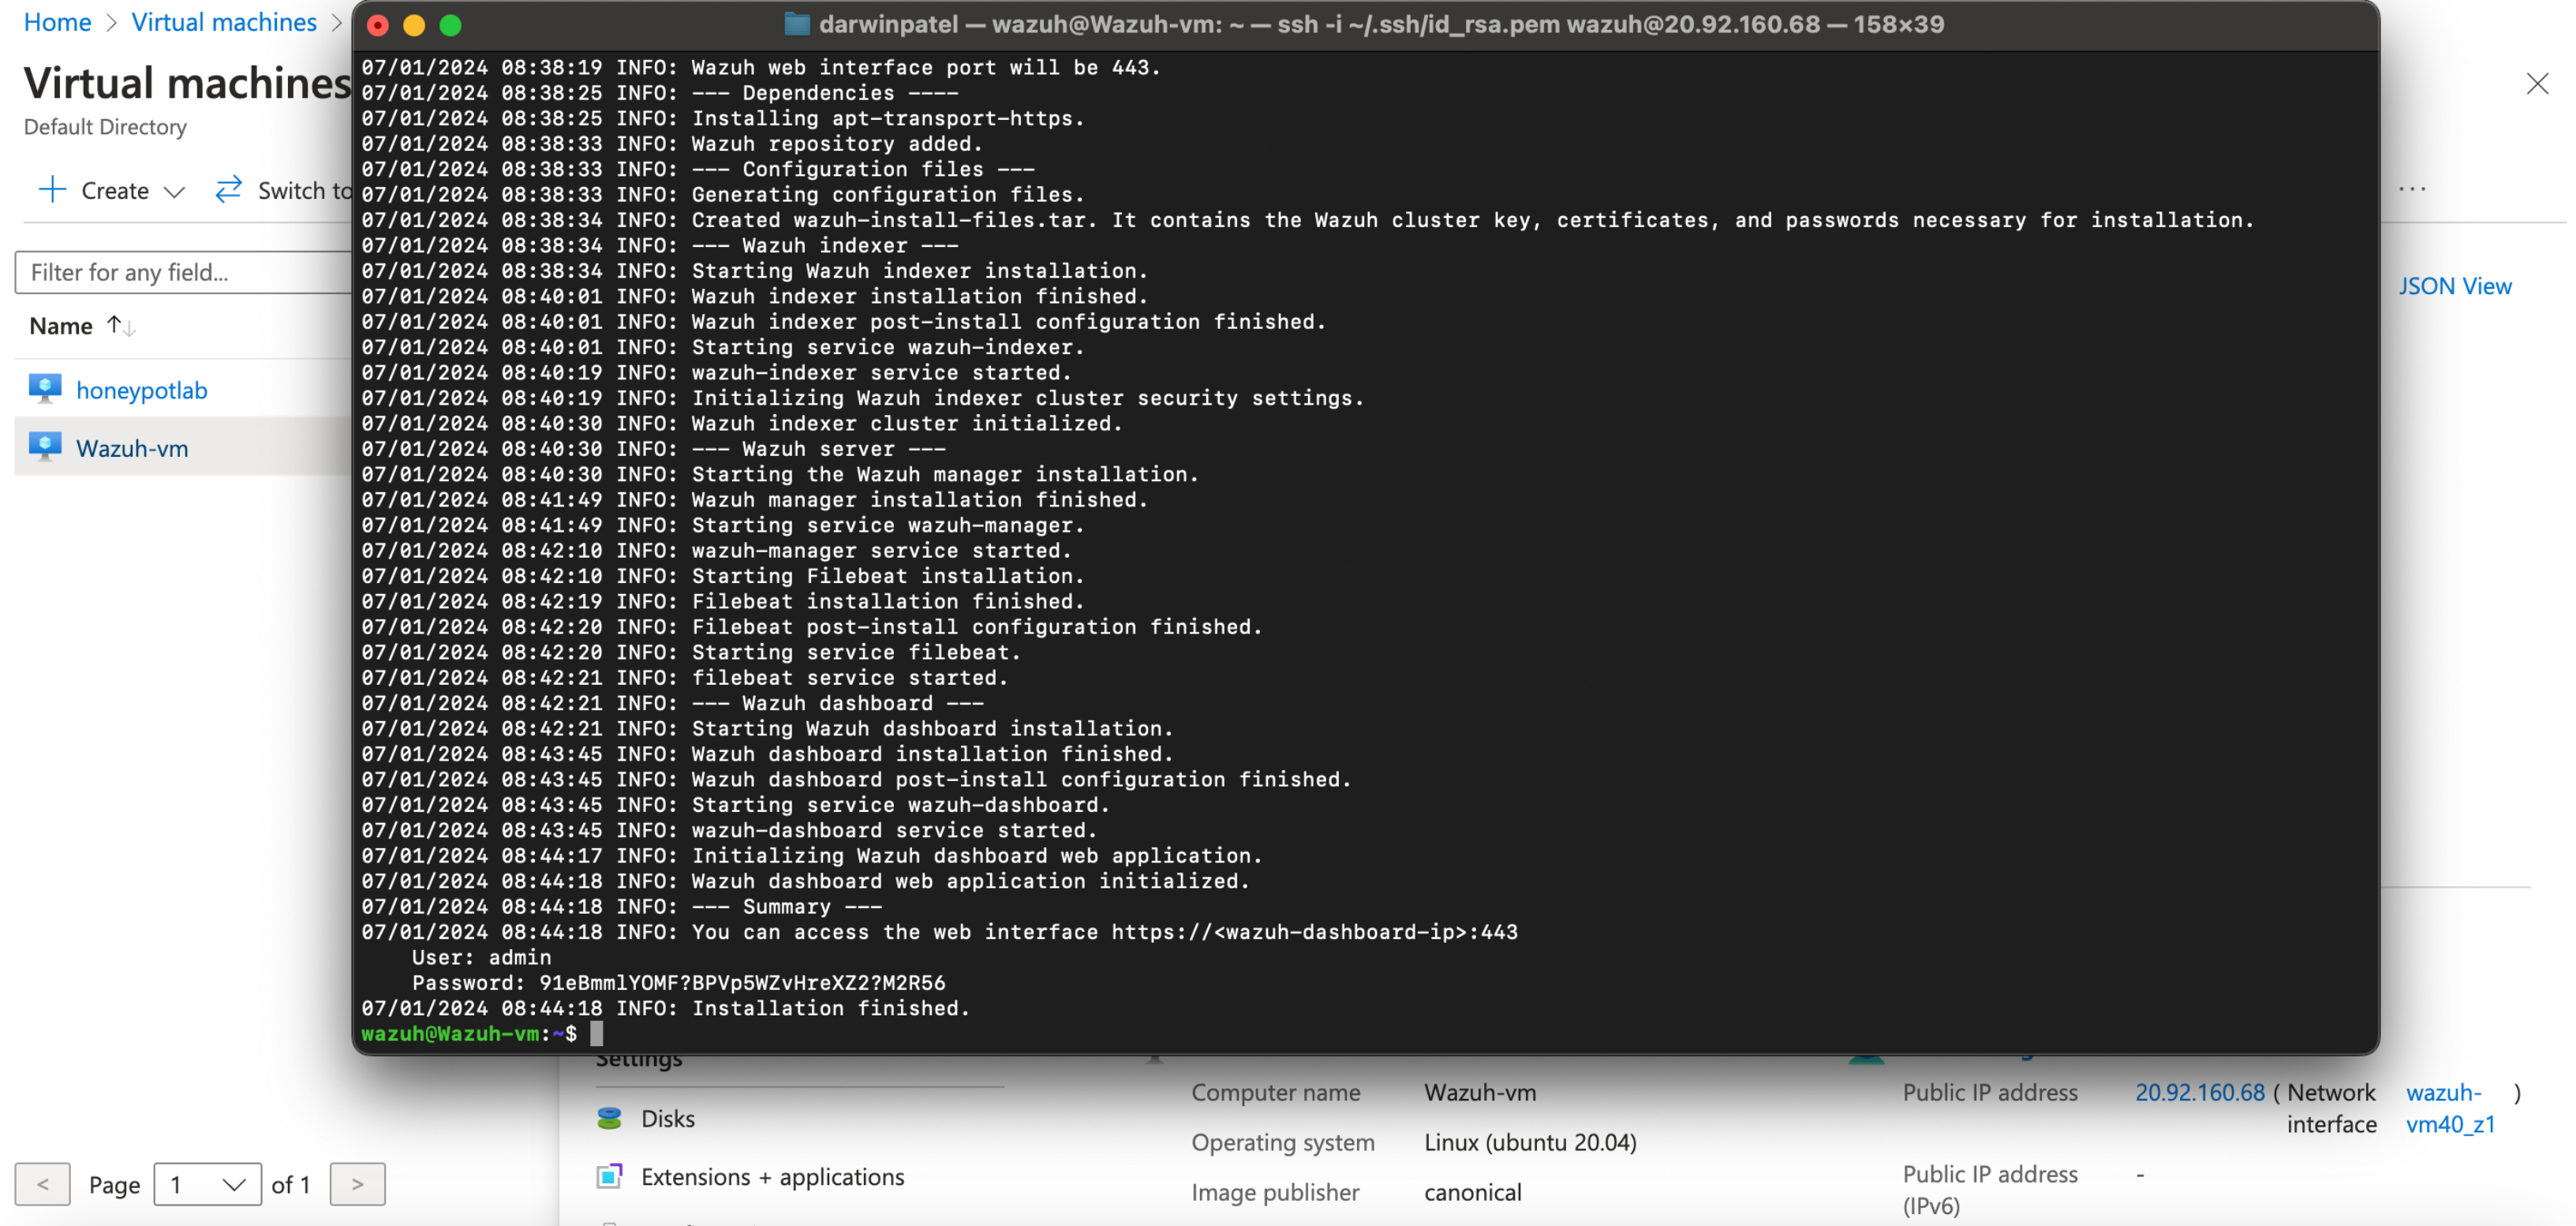 Home > Virtual machines >
Virtual machines
Default Directory
+ Create Switch to
...
Filter for any field...
JSON View
Name ↑↓
honeypotlab
Wazuh-vm
< Page 1 of 1 >
darwinpatel — wazuh@Wazuh-vm: ~ — ssh -i ~/.ssh/id_rsa.pem wazuh@20.92.160.68 — 158×39
07/01/2024 08:38:19 INFO: Wazuh web interface port will be 443.
07/01/2024 08:38:25 INFO: --- Dependencies ----
07/01/2024 08:38:25 INFO: Installing apt-transport-https.
07/01/2024 08:38:33 INFO: Wazuh repository added.
07/01/2024 08:38:33 INFO: --- Configuration files ---
07/01/2024 08:38:33 INFO: Generating configuration files.
07/01/2024 08:38:34 INFO: Created wazuh-install-files.tar. It contains the Wazuh cluster key, certificates, and passwords necessary for installation.
07/01/2024 08:38:34 INFO: --- Wazuh indexer ---
07/01/2024 08:38:34 INFO: Starting Wazuh indexer installation.
07/01/2024 08:40:01 INFO: Wazuh indexer installation finished.
07/01/2024 08:40:01 INFO: Wazuh indexer post-install configuration finished.
07/01/2024 08:40:01 INFO: Starting service wazuh-indexer.
07/01/2024 08:40:19 INFO: wazuh-indexer service started.
07/01/2024 08:40:19 INFO: Initializing Wazuh indexer cluster security settings.
07/01/2024 08:40:30 INFO: Wazuh indexer cluster initialized.
07/01/2024 08:40:30 INFO: --- Wazuh server ---
07/01/2024 08:40:30 INFO: Starting the Wazuh manager installation.
07/01/2024 08:41:49 INFO: Wazuh manager installation finished.
07/01/2024 08:41:49 INFO: Starting service wazuh-manager.
07/01/2024 08:42:10 INFO: wazuh-manager service started.
07/01/2024 08:42:10 INFO: Starting Filebeat installation.
07/01/2024 08:42:19 INFO: Filebeat installation finished.
07/01/2024 08:42:20 INFO: Filebeat post-install configuration finished.
07/01/2024 08:42:20 INFO: Starting service filebeat.
07/01/2024 08:42:21 INFO: filebeat service started.
07/01/2024 08:42:21 INFO: --- Wazuh dashboard ---
07/01/2024 08:42:21 INFO: Starting Wazuh dashboard installation.
07/01/2024 08:43:45 INFO: Wazuh dashboard installation finished.
07/01/2024 08:43:45 INFO: Wazuh dashboard post-install configuration finished.
07/01/2024 08:43:45 INFO: Starting service wazuh-dashboard.
07/01/2024 08:43:45 INFO: wazuh-dashboard service started.
07/01/2024 08:44:17 INFO: Initializing Wazuh dashboard web application.
07/01/2024 08:44:18 INFO: Wazuh dashboard web application initialized.
07/01/2024 08:44:18 INFO: --- Summary ---
07/01/2024 08:44:18 INFO: You can access the web interface https://<wazuh-dashboard-ip>:443
User: admin
Password: 91eBmmlYOMF?BPVp5WZvHreXZ2?M2R56
07/01/2024 08:44:18 INFO: Installation finished.
wazuh@Wazuh-vm:~$
Settings
Disks
Extensions + applications
Computer name Wazuh-vm
Operating system Linux (ubuntu 20.04)
Image publisher canonical
Public IP address 20.92.160.68 ( Network interface wazuh-vm40_z1 )
Public IP address (IPv6) -